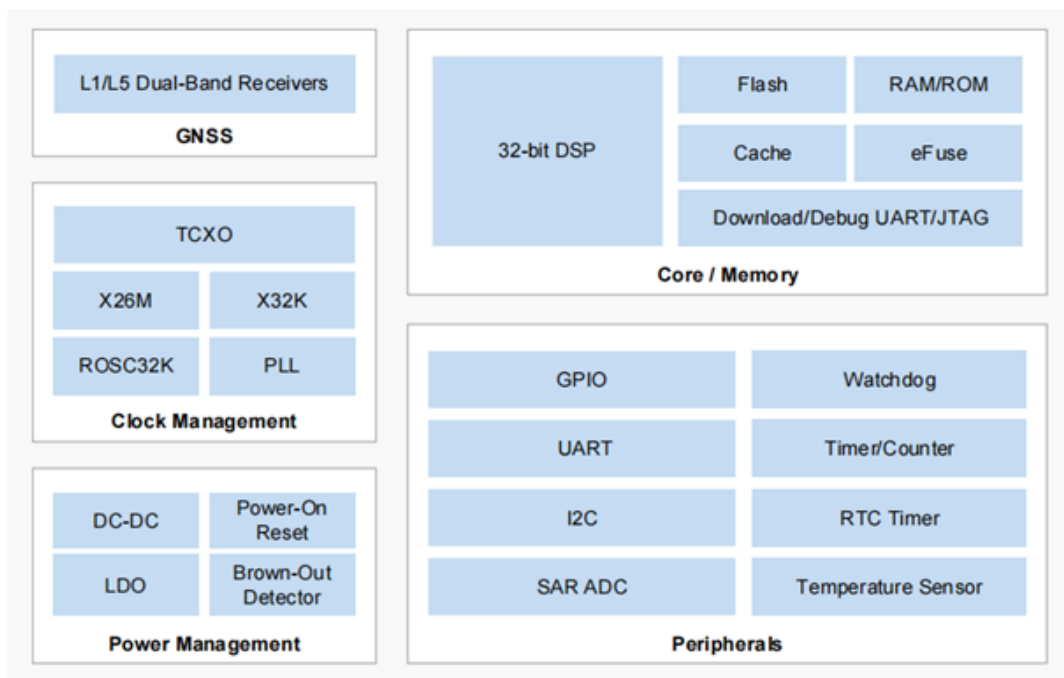 L1/L5 Dual-Band Receivers
GNSS
TCXO
X26M
X32K
ROSC32K
PLL
Clock Management
DC-DC
Power-On
Reset
LDO
Brown-Out
Detector
Power Management
32-bit DSP
Flash
RAM/ROM
Cache
eFuse
Download/Debug UART/JTAG
Core / Memory
GPIO
Watchdog
UART
Timer/Counter
I2C
RTC Timer
SAR ADC
Temperature Sensor
Peripherals